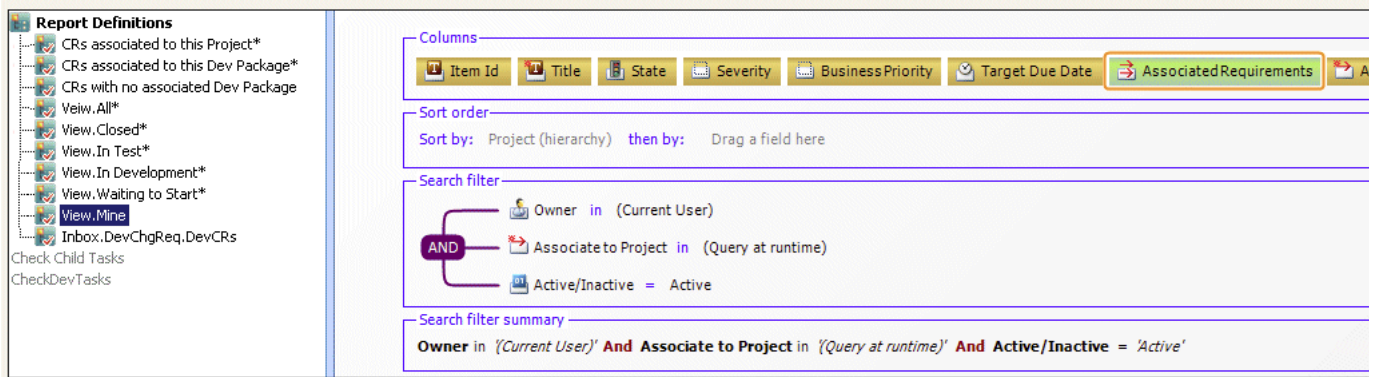 Report Definitions
CRs associated to this Project*
CRs associated to this Dev Package*
CRs with no associated Dev Package
Veiw.All*
View.Closed*
View.In Test*
View.In Development*
View.Waiting to Start*
View.Mine
Inbox.DevChgReq.DevCRs
Check Child Tasks
CheckDevTasks
Columns
Item Id Title State Severity Business Priority Target Due Date Associated Requirements A
Sort order
Sort by: Project (hierarchy) then by: Drag a field here
Search filter
Owner in (Current User)
AND Associate to Project in (Query at runtime)
Active/Inactive = Active
Search filter summary
Owner in '(Current User)' And Associate to Project in '(Query at runtime)' And Active/Inactive = 'Active'